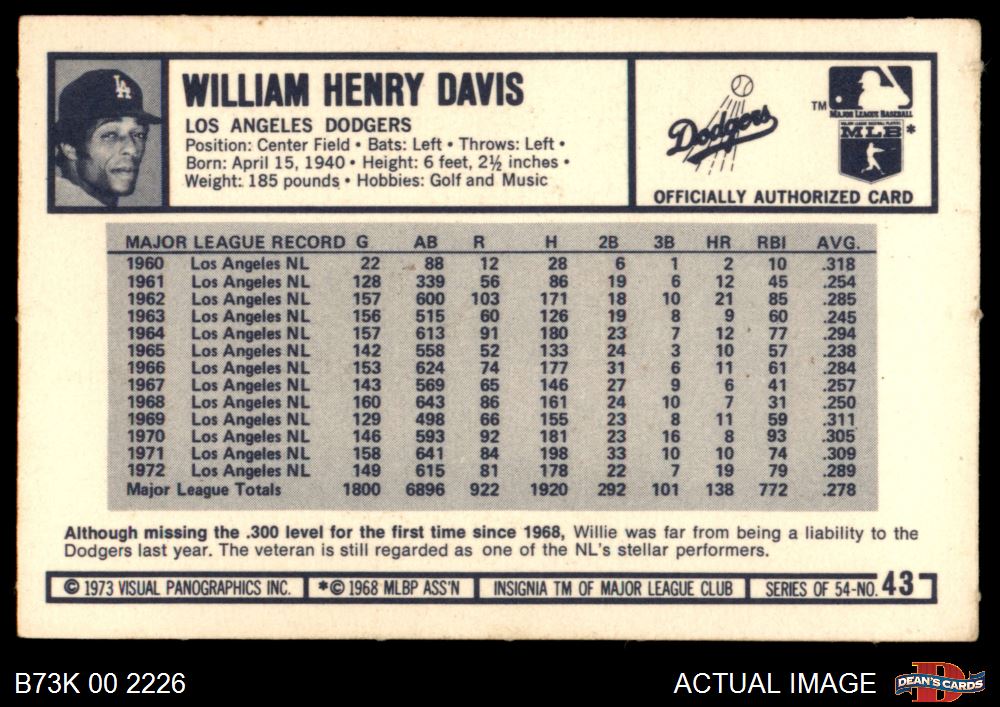 LA
WILLIAM HENRY DAVIS
LOS ANGELES DODGERS
Position: Center Field • Bats: Left • Throws: Left •
Born: April 15, 1940 • Height: 6 feet, 2½ inches •
Weight: 185 pounds • Hobbies: Golf and Music
Dodgers
TM
MAJOR LEAGUE BASEBALL
MAJOR LEAGUE BASEBALL PLAYERS
MLB*
OFFICIALLY AUTHORIZED CARD
MAJOR LEAGUE RECORD G AB R H 2B 3B HR RBI AVG.
1960 Los Angeles NL 22 88 12 28 6 1 2 10 .318
1961 Los Angeles NL 128 339 56 86 19 6 12 45 .254
1962 Los Angeles NL 157 600 103 171 18 10 21 85 .285
1963 Los Angeles NL 156 515 60 126 19 8 9 60 .245
1964 Los Angeles NL 157 613 91 180 23 7 12 77 .294
1965 Los Angeles NL 142 558 52 133 24 3 10 57 .238
1966 Los Angeles NL 153 624 74 177 31 6 11 61 .284
1967 Los Angeles NL 143 569 65 146 27 9 6 41 .257
1968 Los Angeles NL 160 643 86 161 24 10 7 31 .250
1969 Los Angeles NL 129 498 66 155 23 8 11 59 .311
1970 Los Angeles NL 146 593 92 181 23 16 8 93 .305
1971 Los Angeles NL 158 641 84 198 33 10 10 74 .309
1972 Los Angeles NL 149 615 81 178 22 7 19 79 .289
Major League Totals 1800 6896 922 1920 292 101 138 772 .278
Although missing the .300 level for the first time since 1968, Willie was far from being a liability to the
Dodgers last year. The veteran is still regarded as one of the NL's stellar performers.
© 1973 VISUAL PANOGRAPHICS INC. *© 1968 MLBP ASS'N INSIGNIA TM OF MAJOR LEAGUE CLUB SERIES OF 54-NO. 43
B73K 00 2226
ACTUAL IMAGE
DEAN'S CARDS